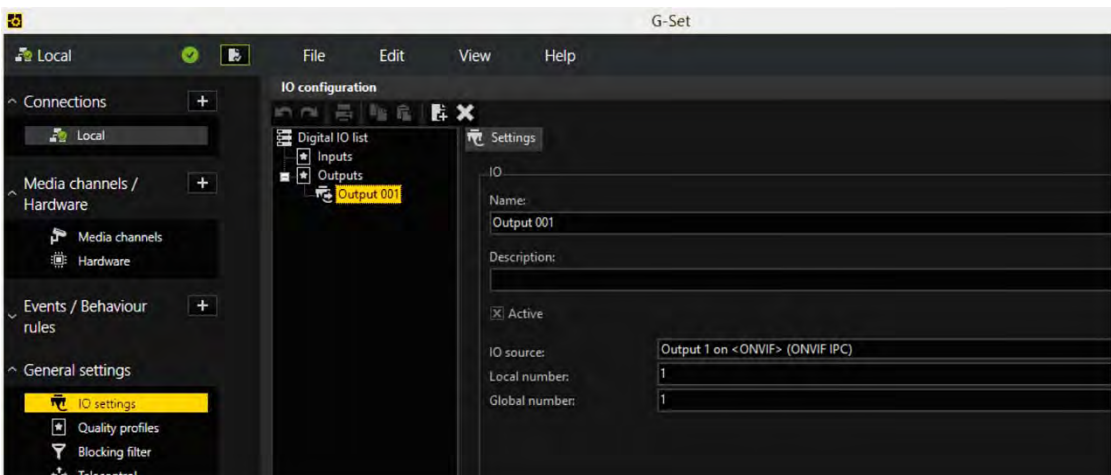 G-Set
Local
File Edit View Help
Connections
Local
Media channels /
Hardware
Media channels
Hardware
Events / Behaviour
rules
General settings
IO settings
Quality profiles
Blocking filter
Telecontrol
IO configuration
Digital IO list
Inputs
Outputs
Output 001
Settings
IO
Name:
Output 001
Description:
Active
IO source: Output 1 on <ONVIF> (ONVIF IPC)
Local number: 1
Global number: 1